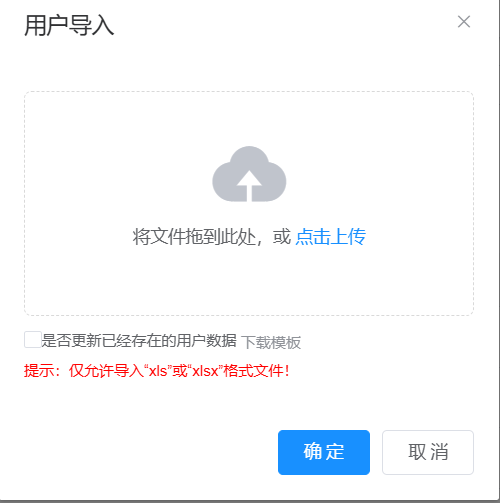 用户导入
将文件拖到此处，或 点击上传
是否更新已经存在的用户数据 下载模板
提示：仅允许导入“xls”或“xlsx”格式文件！
确定 取消